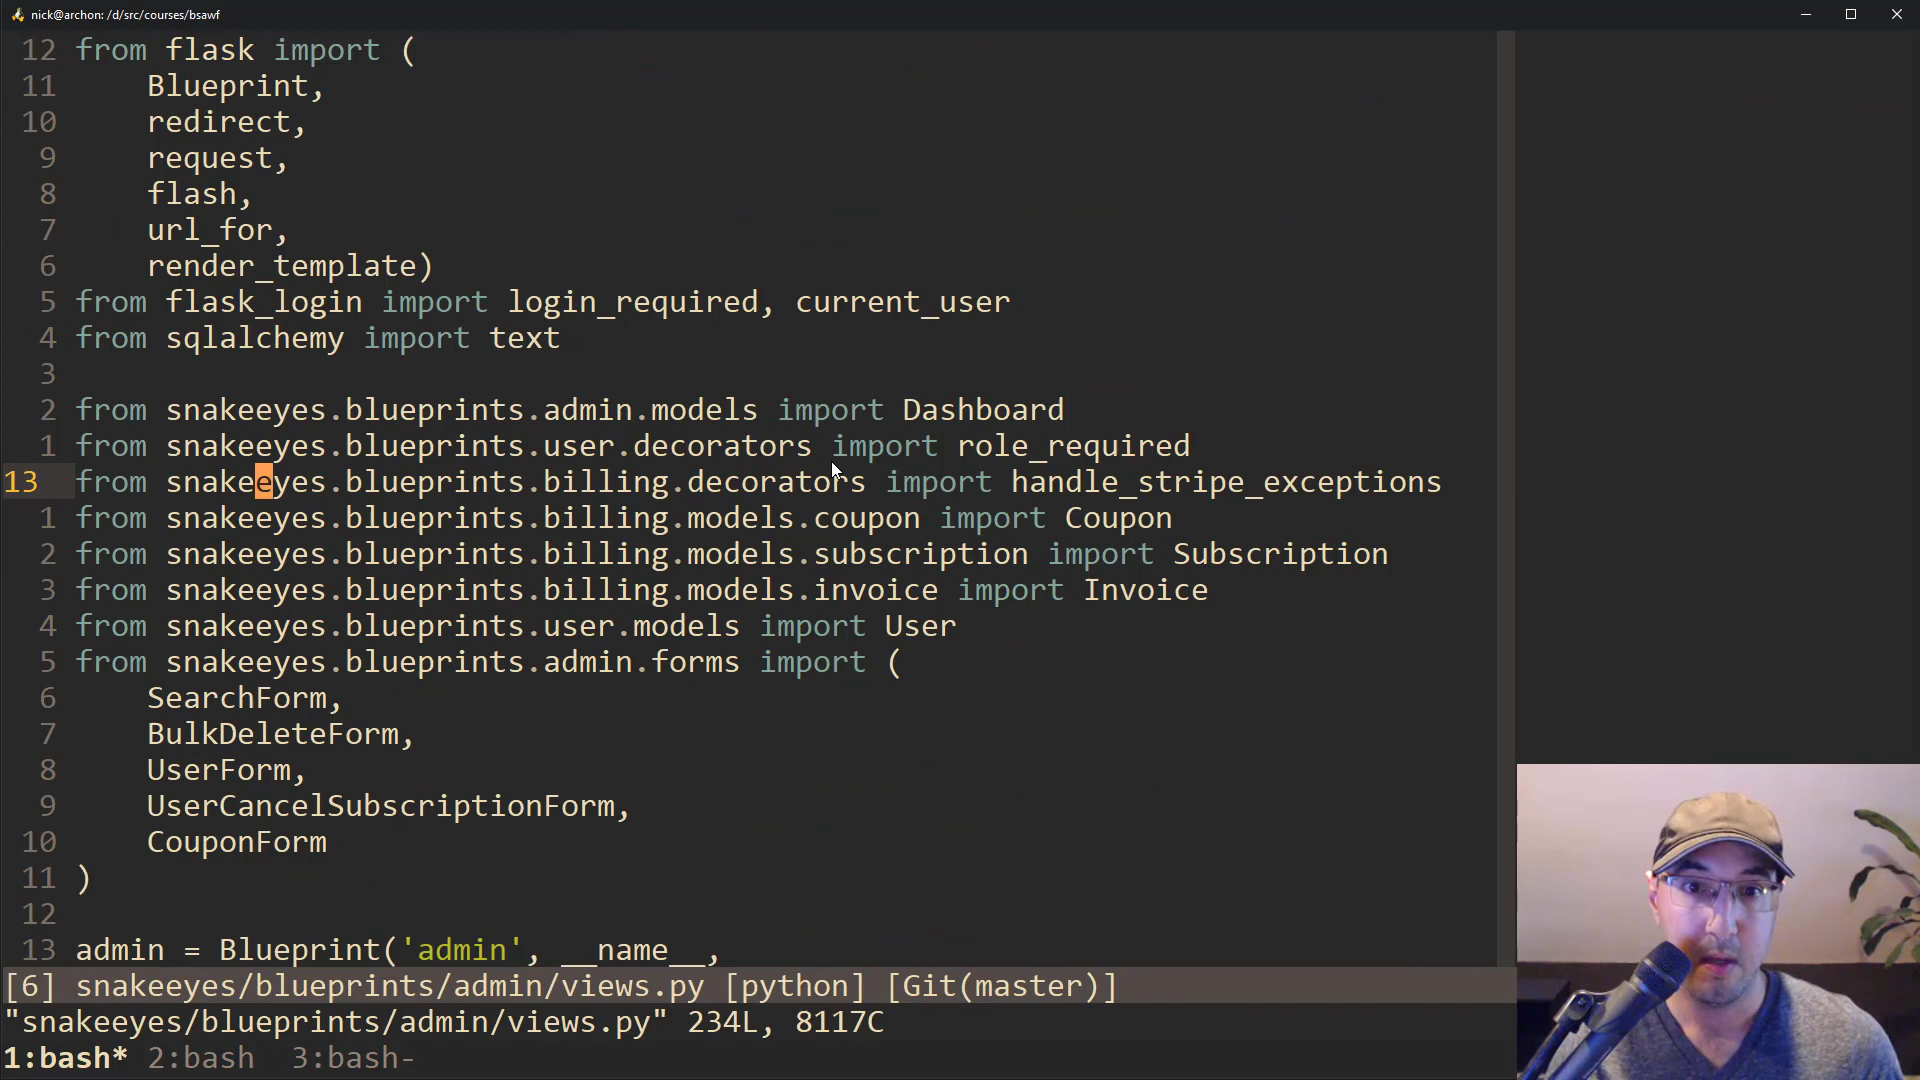 nick@archon: /d/src/courses/bsawf
12 from flask import (
11     Blueprint,
10     redirect,
9     request,
8     flash,
7     url_for,
6     render_template)
5 from flask_login import login_required, current_user
4 from sqlalchemy import text
3
2 from snakeeyes.blueprints.admin.models import Dashboard
1 from snakeeyes.blueprints.user.decorators import role_required
13 from snakeeyes.blueprints.billing.decorators import handle_stripe_exceptions
1 from snakeeyes.blueprints.billing.models.coupon import Coupon
2 from snakeeyes.blueprints.billing.models.subscription import Subscription
3 from snakeeyes.blueprints.billing.models.invoice import Invoice
4 from snakeeyes.blueprints.user.models import User
5 from snakeeyes.blueprints.admin.forms import (
6     SearchForm,
7     BulkDeleteForm,
8     UserForm,
9     UserCancelSubscriptionForm,
10     CouponForm
11 )
12
13 admin = Blueprint('admin', __name__,
[6] snakeeyes/blueprints/admin/views.py [python] [Git(master)]
"snakeeyes/blueprints/admin/views.py" 234L, 8117C
1:bash* 2:bash  3:bash-